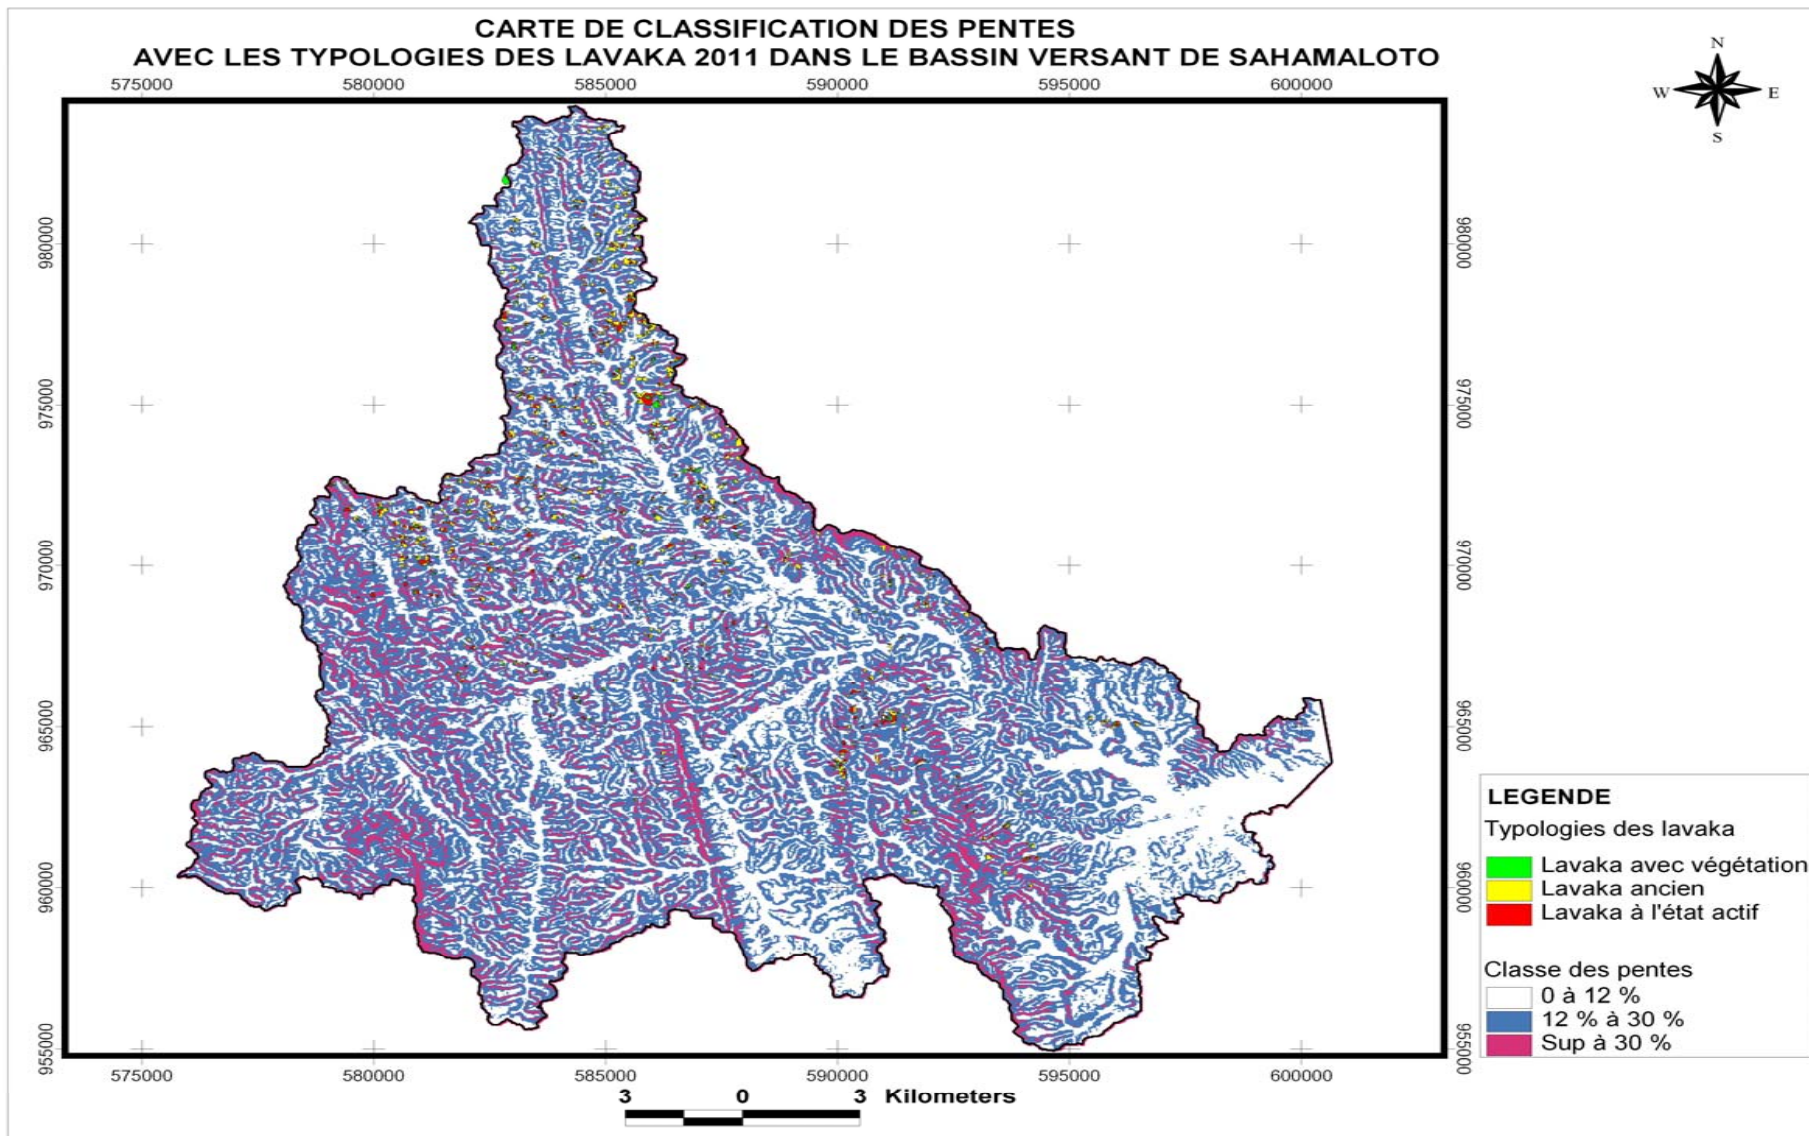 CARTE DE CLASSIFICATION DES PENTES
AVEC LES TYPOLOGIES DES LAVAKA 2011 DANS LE BASSIN VERSANT DE SAHAMALOTO
N
W E
S
575000 580000 585000 590000 595000 600000
980000 980000
975000 975000
970000 970000
965000 965000
960000 960000
955000 955000
575000 580000 585000 590000 595000 600000
3 0 3 Kilometers
LEGENDE
Typologies des lavaka
Lavaka avec végétation
Lavaka ancien
Lavaka à l'état actif
Classe des pentes
0 à 12 %
12 % à 30 %
Sup à 30 %